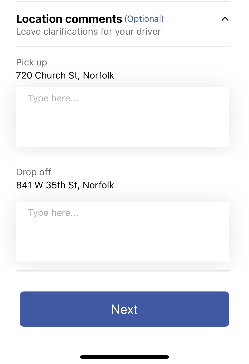 Location comments (Optional)
Leave clarifications for your driver
Pick up
720 Church St, Norfolk
Type here...
Drop off
841 W 35th St, Norfolk
Type here...
Next